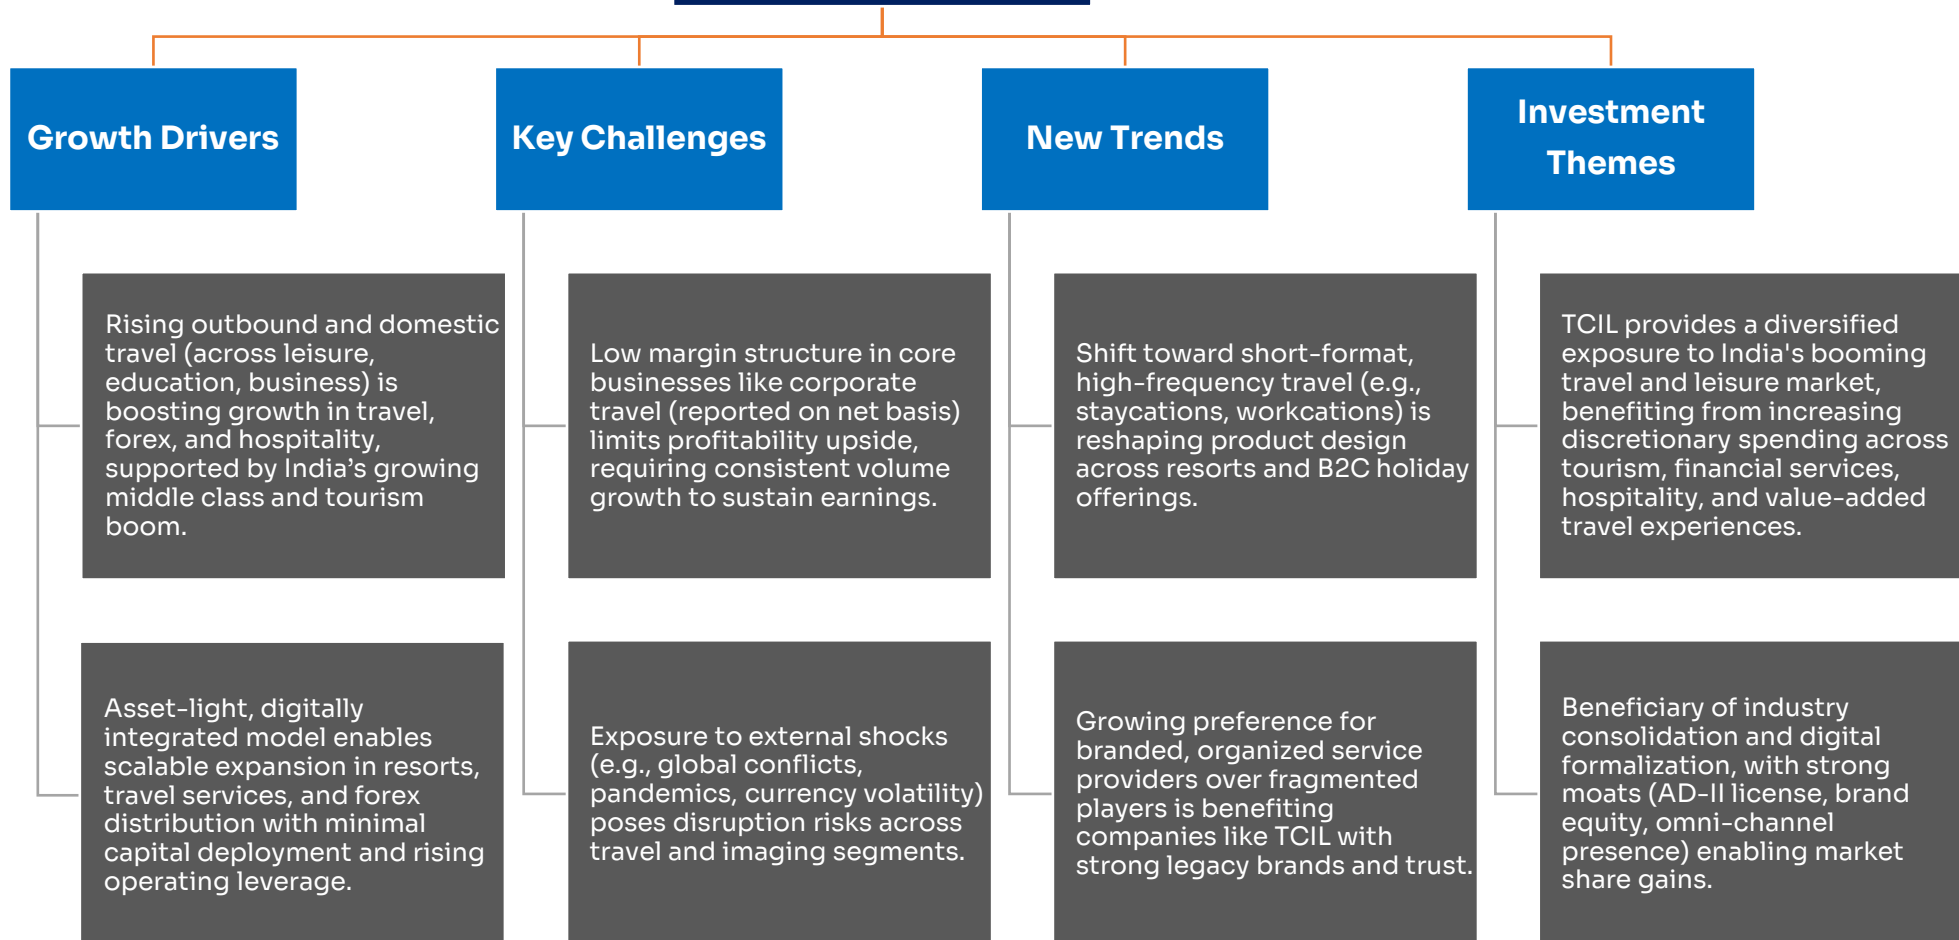 Growth Drivers
Rising outbound and domestic
travel (across leisure,
education, business) is
boosting growth in travel,
forex, and hospitality,
supported by India’s growing
middle class and tourism
boom.
Asset-light, digitally
integrated model enables
scalable expansion in resorts,
travel services, and forex
distribution with minimal
capital deployment and rising
operating leverage.
Key Challenges
Low margin structure in core
businesses like corporate
travel (reported on net basis)
limits profitability upside,
requiring consistent volume
growth to sustain earnings.
Exposure to external shocks
(e.g., global conflicts,
pandemics, currency volatility)
poses disruption risks across
travel and imaging segments.
New Trends
Shift toward short-format,
high-frequency travel (e.g.,
staycations, workcations) is
reshaping product design
across resorts and B2C holiday
offerings.
Growing preference for
branded, organized service
providers over fragmented
players is benefiting
companies like TCIL with
strong legacy brands and trust.
Investment
Themes
TCIL provides a diversified
exposure to India's booming
travel and leisure market,
benefiting from increasing
discretionary spending across
tourism, financial services,
hospitality, and value-added
travel experiences.
Beneficiary of industry
consolidation and digital
formalization, with strong
moats (AD-II license, brand
equity, omni-channel
presence) enabling market
share gains.